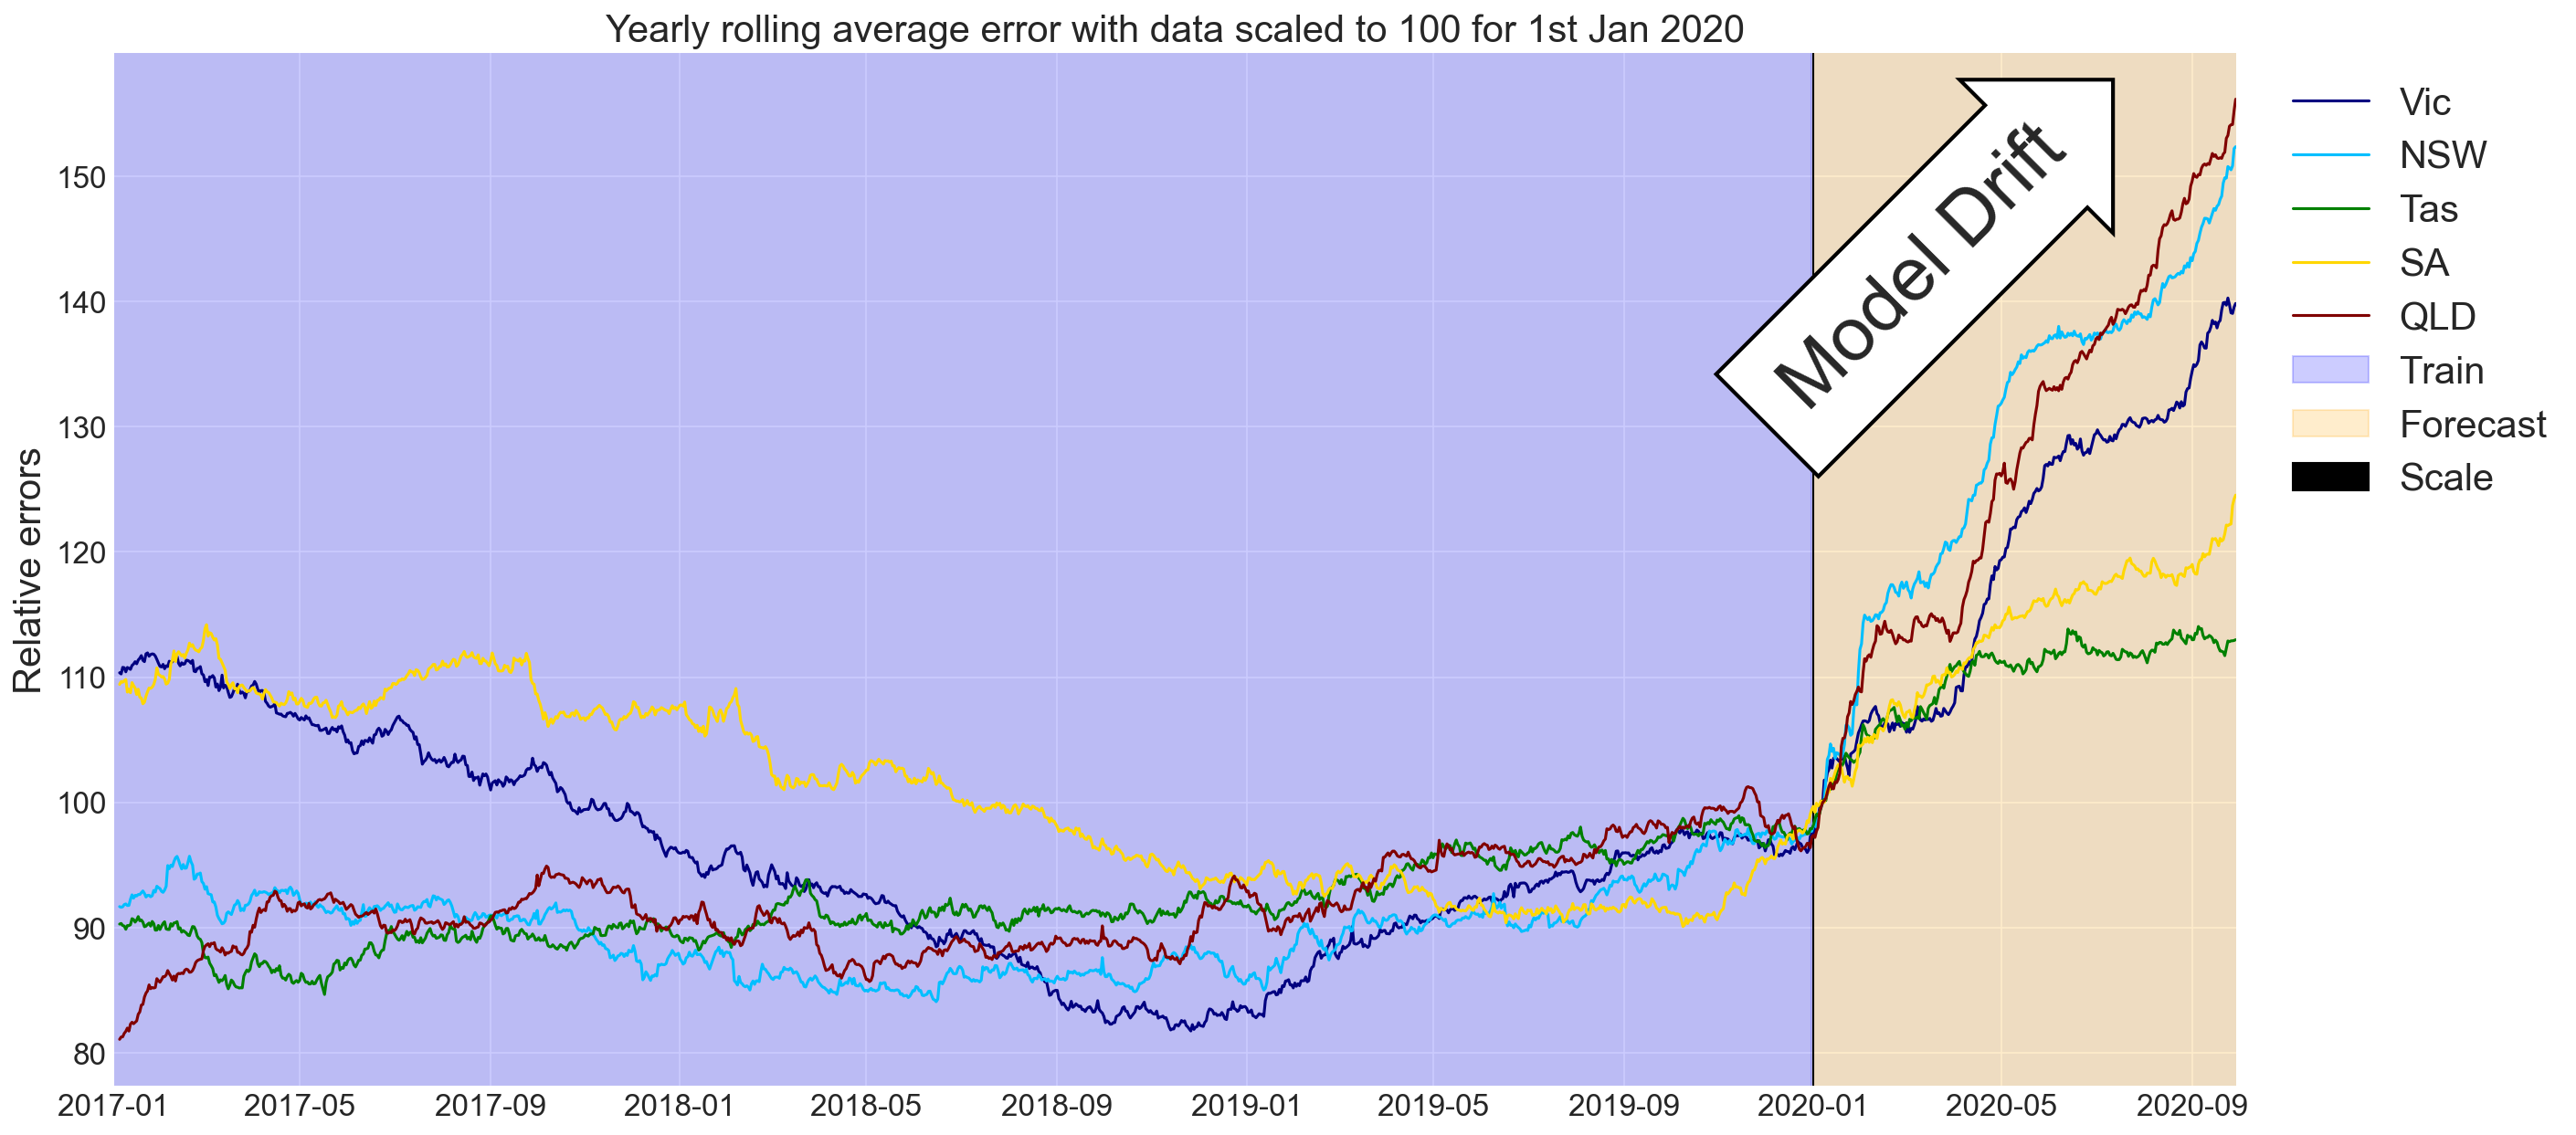 Yearly rolling average error with data scaled to 100 for 1st Jan 2020
Relative errors
150
140
130
120
110
100
90
80
2017-01
2017-05
2017-09
2018-01
2018-05
2018-09
2019-01
2019-05
2019-09
2020-01
2020-05
2020-09
Model Drift
Vic
NSW
Tas
SA
QLD
Train
Forecast
Scale